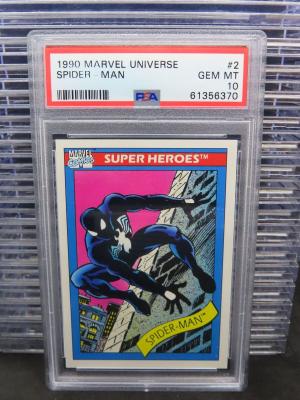 1990 MARVEL UNIVERSE #2
SPIDER-MAN GEM MT
10
PSA 61356370
MARVEL
SUPER HEROES™
SPIDER-MAN™